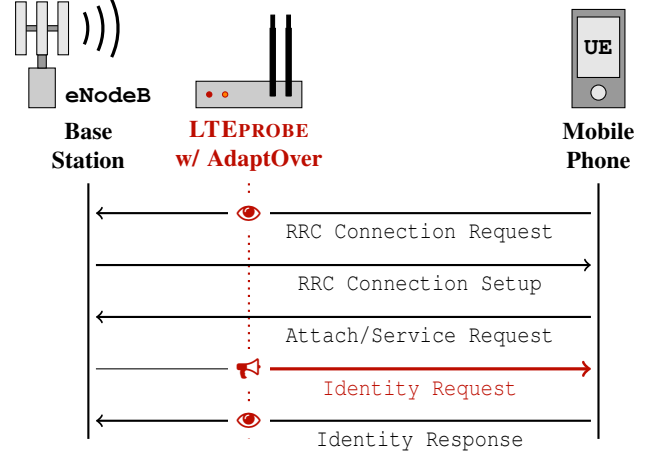 UE
eNodeB
Base
Station
LTEPROBE
w/ AdaptOver
Mobile
Phone
RRC Connection Request
RRC Connection Setup
Attach/Service Request
Identity Request
Identity Response